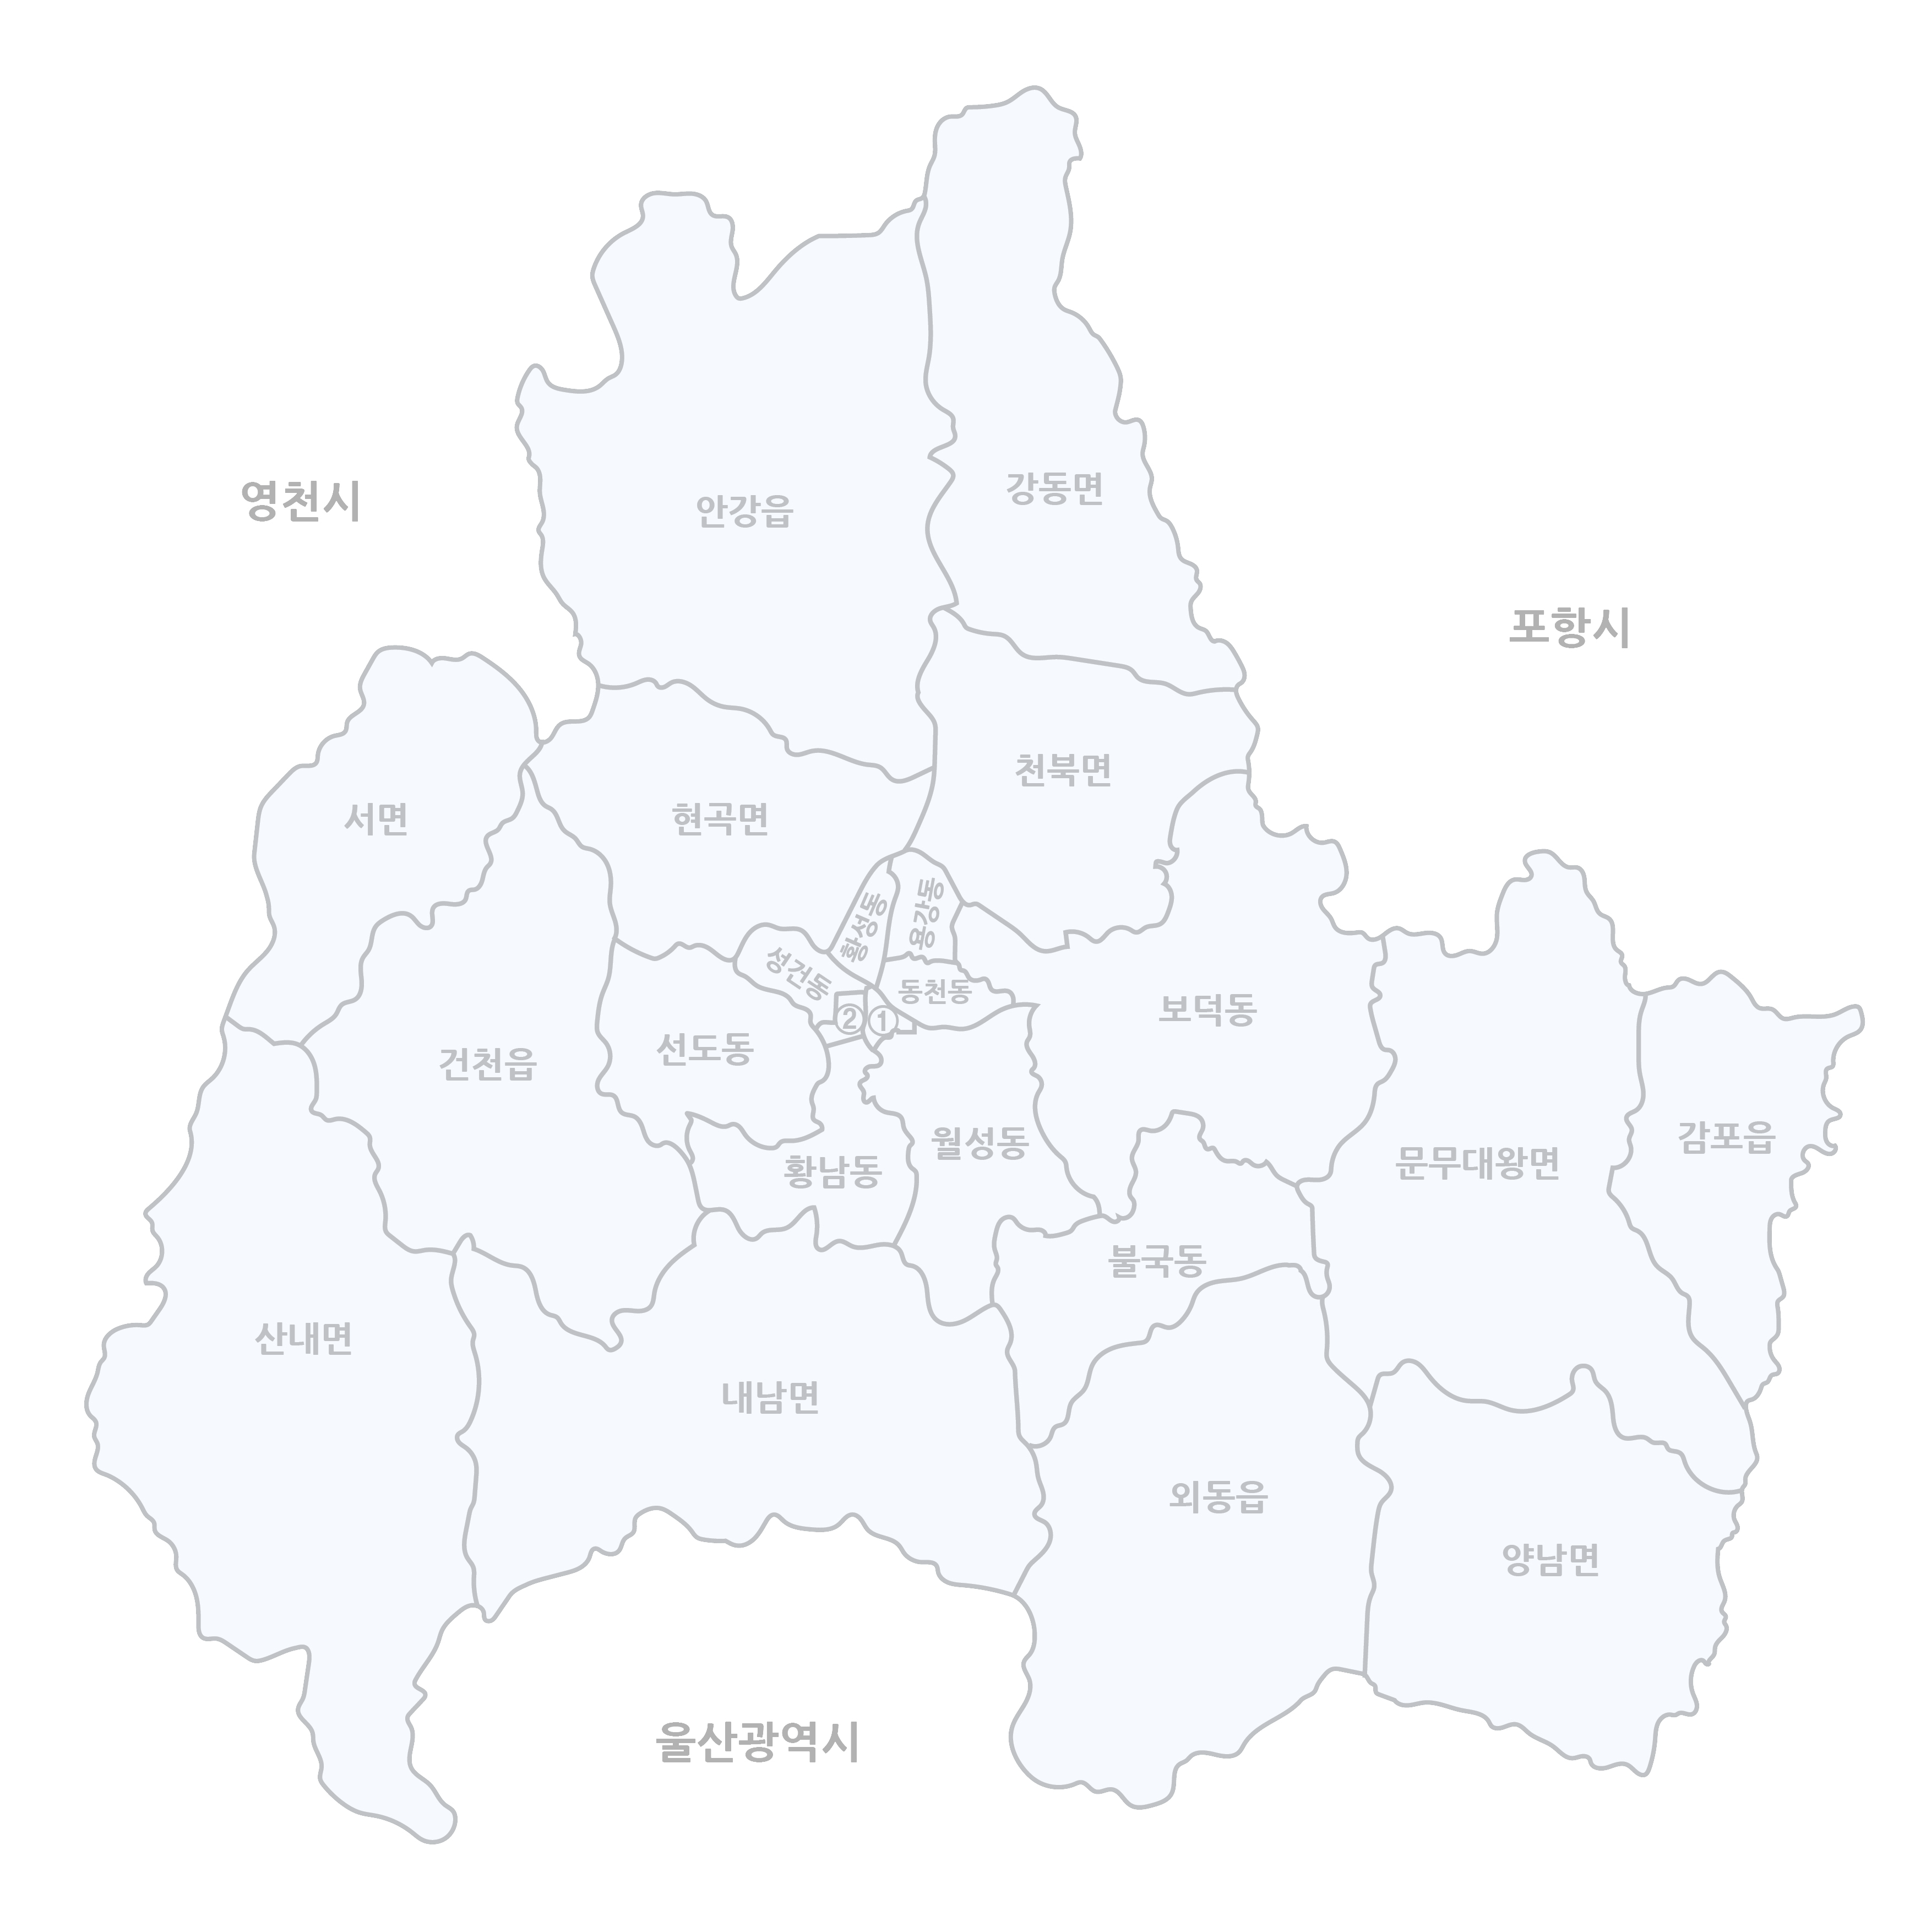 강동면
영천시
안강읍
포항시
천북면
서면
현곡면
황성동
용강동
성건동
동천동
보덕동
②
①
건천읍
선도동
감포읍
월성동
문무대왕면
황남동
불국동
산내면
내남면
외동읍
양남면
울산광역시